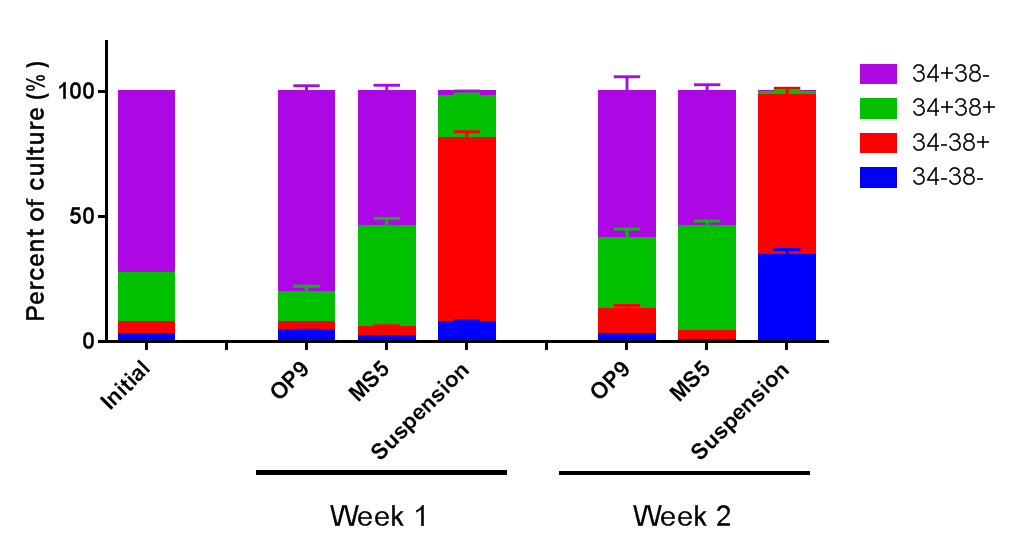 Percent of culture (%)
100
50
0
34+38-
34+38+
34-38+
34-38-
Initial
OP9
MS5
Suspension
OP9
MS5
Suspension
Week 1
Week 2